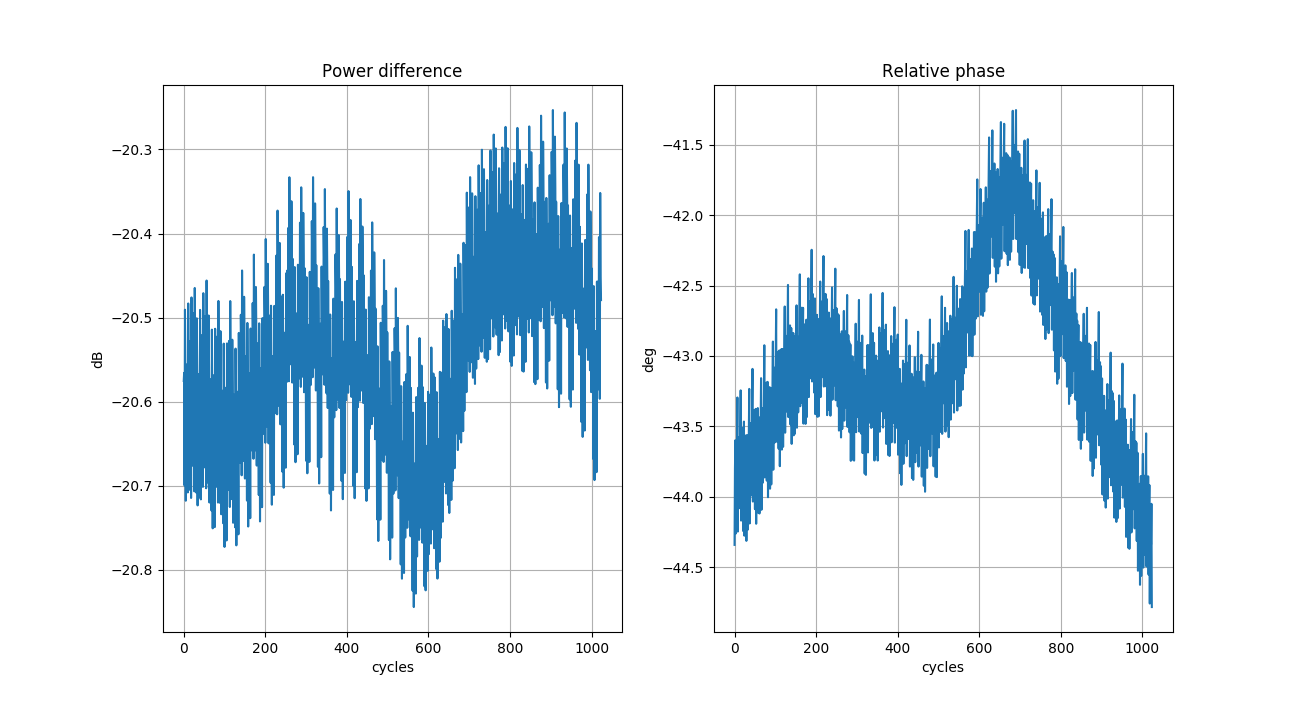 Power difference
dB
−20.3
−20.4
−20.5
−20.6
−20.7
−20.8
0 200 400 600 800 1000
cycles
Relative phase
deg
−41.5
−42.0
−42.5
−43.0
−43.5
−44.0
−44.5
0 200 400 600 800 1000
cycles